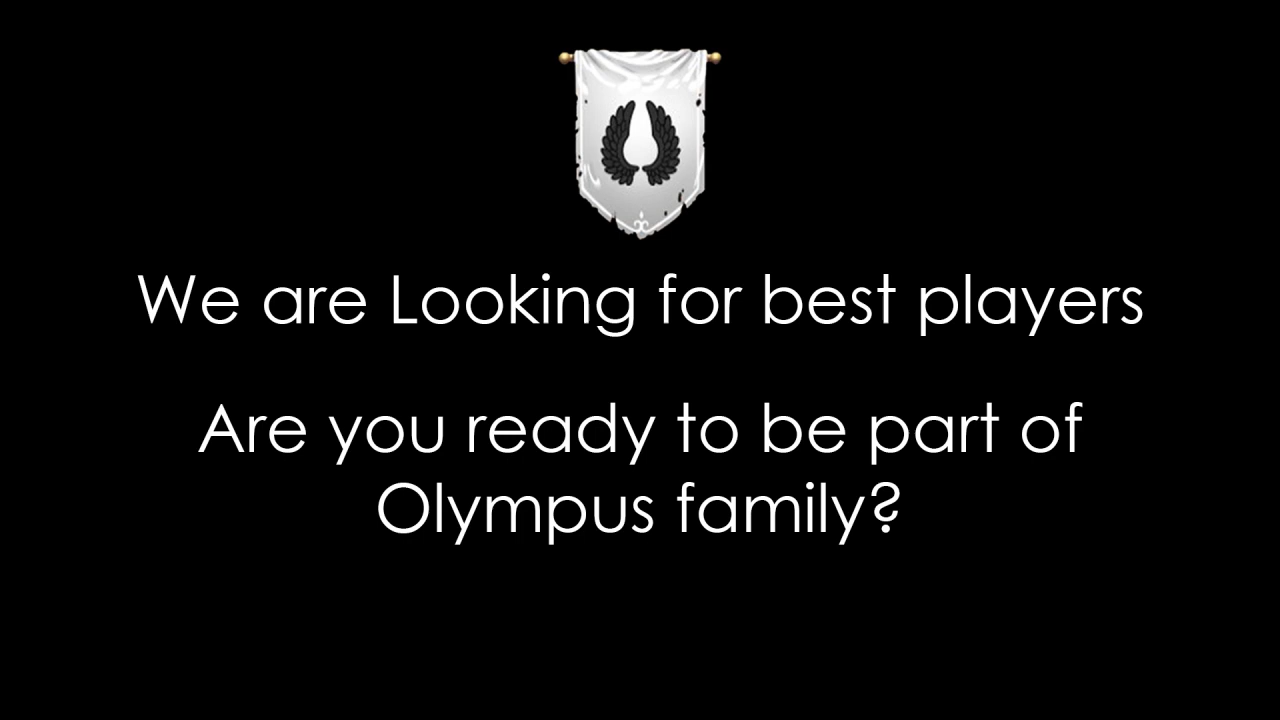 We are Looking for best players
Are you ready to be part of
Olympus family?